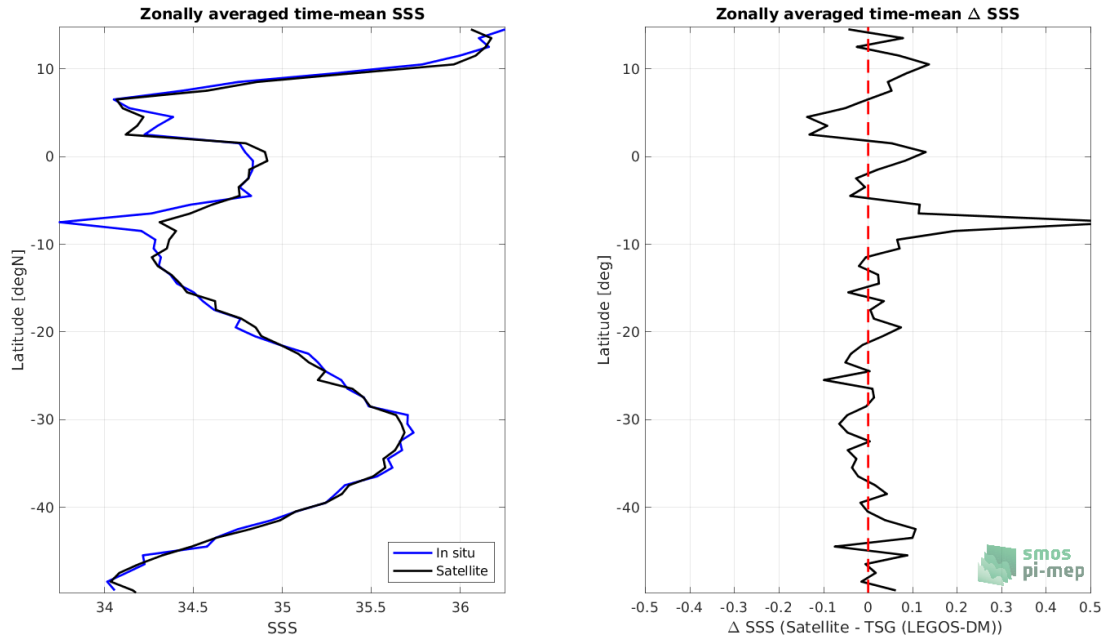 Zonally averaged time-mean SSS
10
0
-10
-20
-30
-40
Latitude [degN]
34
34.5
35
35.5
36
SSS
In situ
Satellite
Zonally averaged time-mean Δ SSS
10
0
-10
-20
-30
-40
Latitude [deg]
-0.5
-0.4
-0.3
-0.2
-0.1
0
0.1
0.2
0.3
0.4
0.5
Δ SSS (Satellite - TSG (LEGOS-DM))
smos
pi-mep